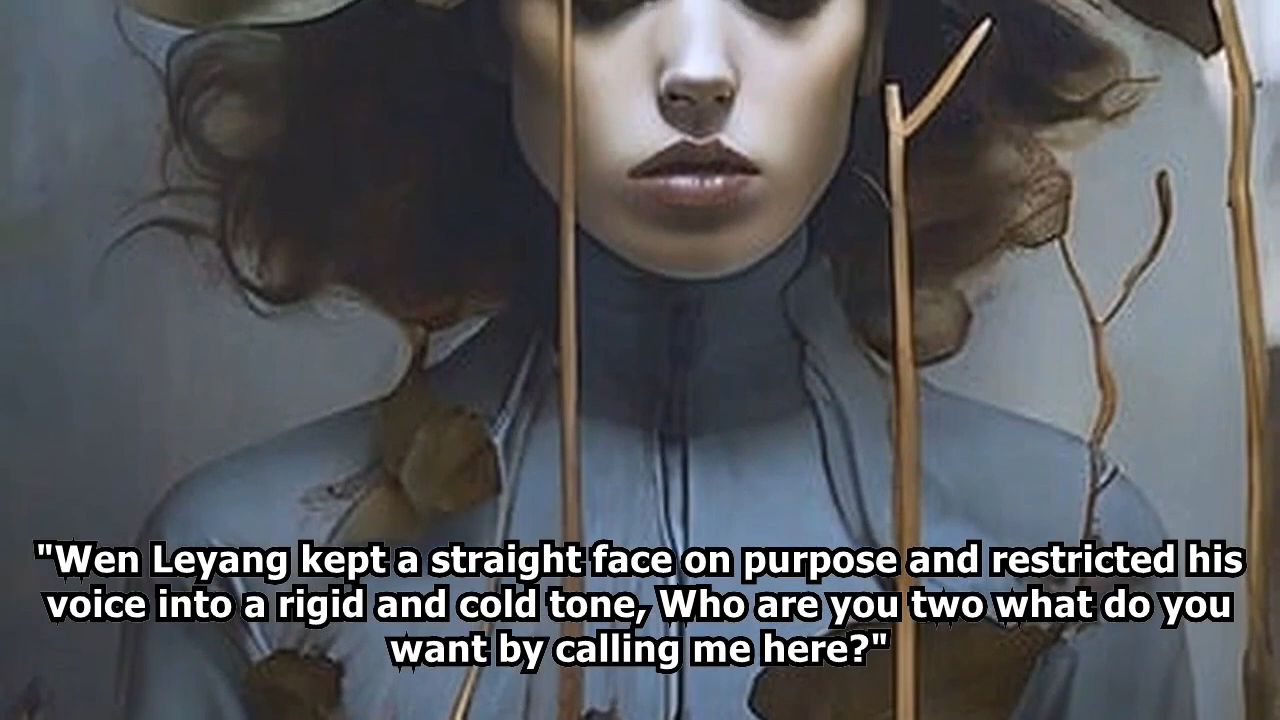 "Wen Leyang kept a straight face on purpose and restricted his
voice into a rigid and cold tone, Who are you two what do you
want by calling me here?"